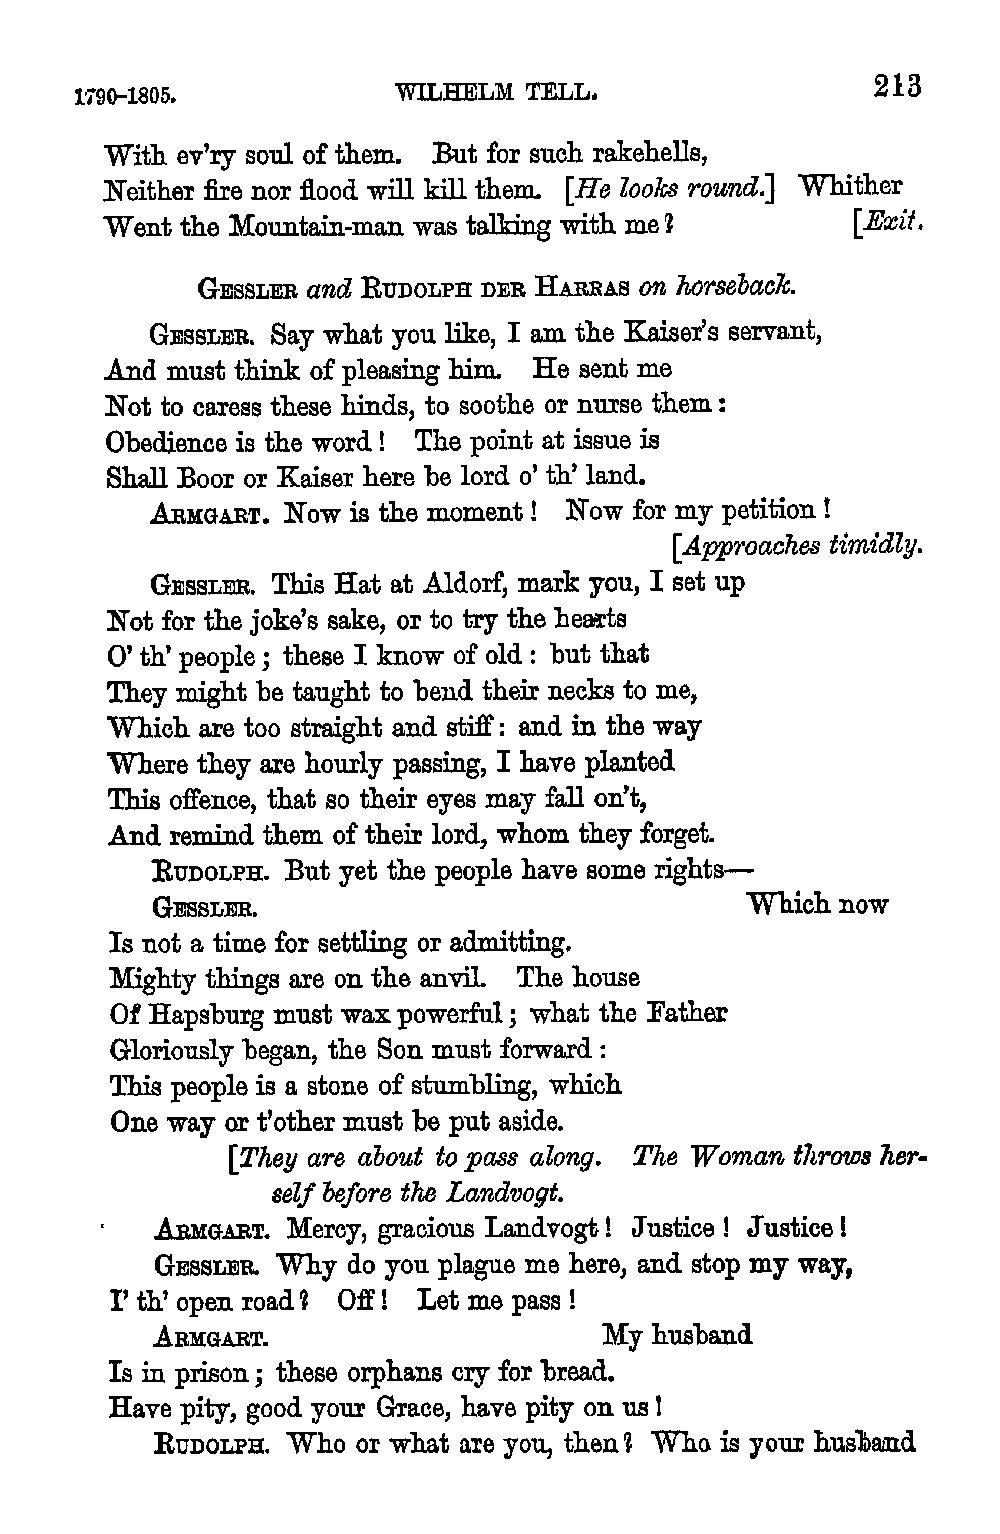 1790–1805. WILHELM TELL. 213
With ev'ry soul of them. But for such rakehells,
Neither fire nor flood will kill them. [He looks round.] Whither
Went the Mountain-man was talking with me? [Exit.
GESSLER and RUDOLPH DER HARRAS on horseback.
GESSLER. Say what you like, I am the Kaiser's servant,
And must think of pleasing him. He sent me
Not to caress these hinds, to soothe or nurse them:
Obedience is the word! The point at issue is
Shall Boor or Kaiser here be lord o' th' land.
ARMGART. Now is the moment! Now for my petition!
[Approaches timidly.
GESSLER. This Hat at Aldorf, mark you, I set up
Not for the joke's sake, or to try the hearts
O' th' people; these I know of old: but that
They might be taught to bend their necks to me,
Which are too straight and stiff: and in the way
Where they are hourly passing, I have planted
This offence, that so their eyes may fall on't,
And remind them of their lord, whom they forget.
RUDOLPH. But yet the people have some rights—
GESSLER. Which now
Is not a time for settling or admitting.
Mighty things are on the anvil. The house
Of Hapsburg must wax powerful; what the Father
Gloriously began, the Son must forward:
This people is a stone of stumbling, which
One way or t'other must be put aside.
[They are about to pass along. The Woman throws her-
self before the Landvogt.
ARMGART. Mercy, gracious Landvogt! Justice! Justice!
GESSLER. Why do you plague me here, and stop my way,
I' th' open road? Off! Let me pass!
ARMGART. My husband
Is in prison; these orphans cry for bread.
Have pity, good your Grace, have pity on us!
RUDOLPH. Who or what are you, then? Who is your husband